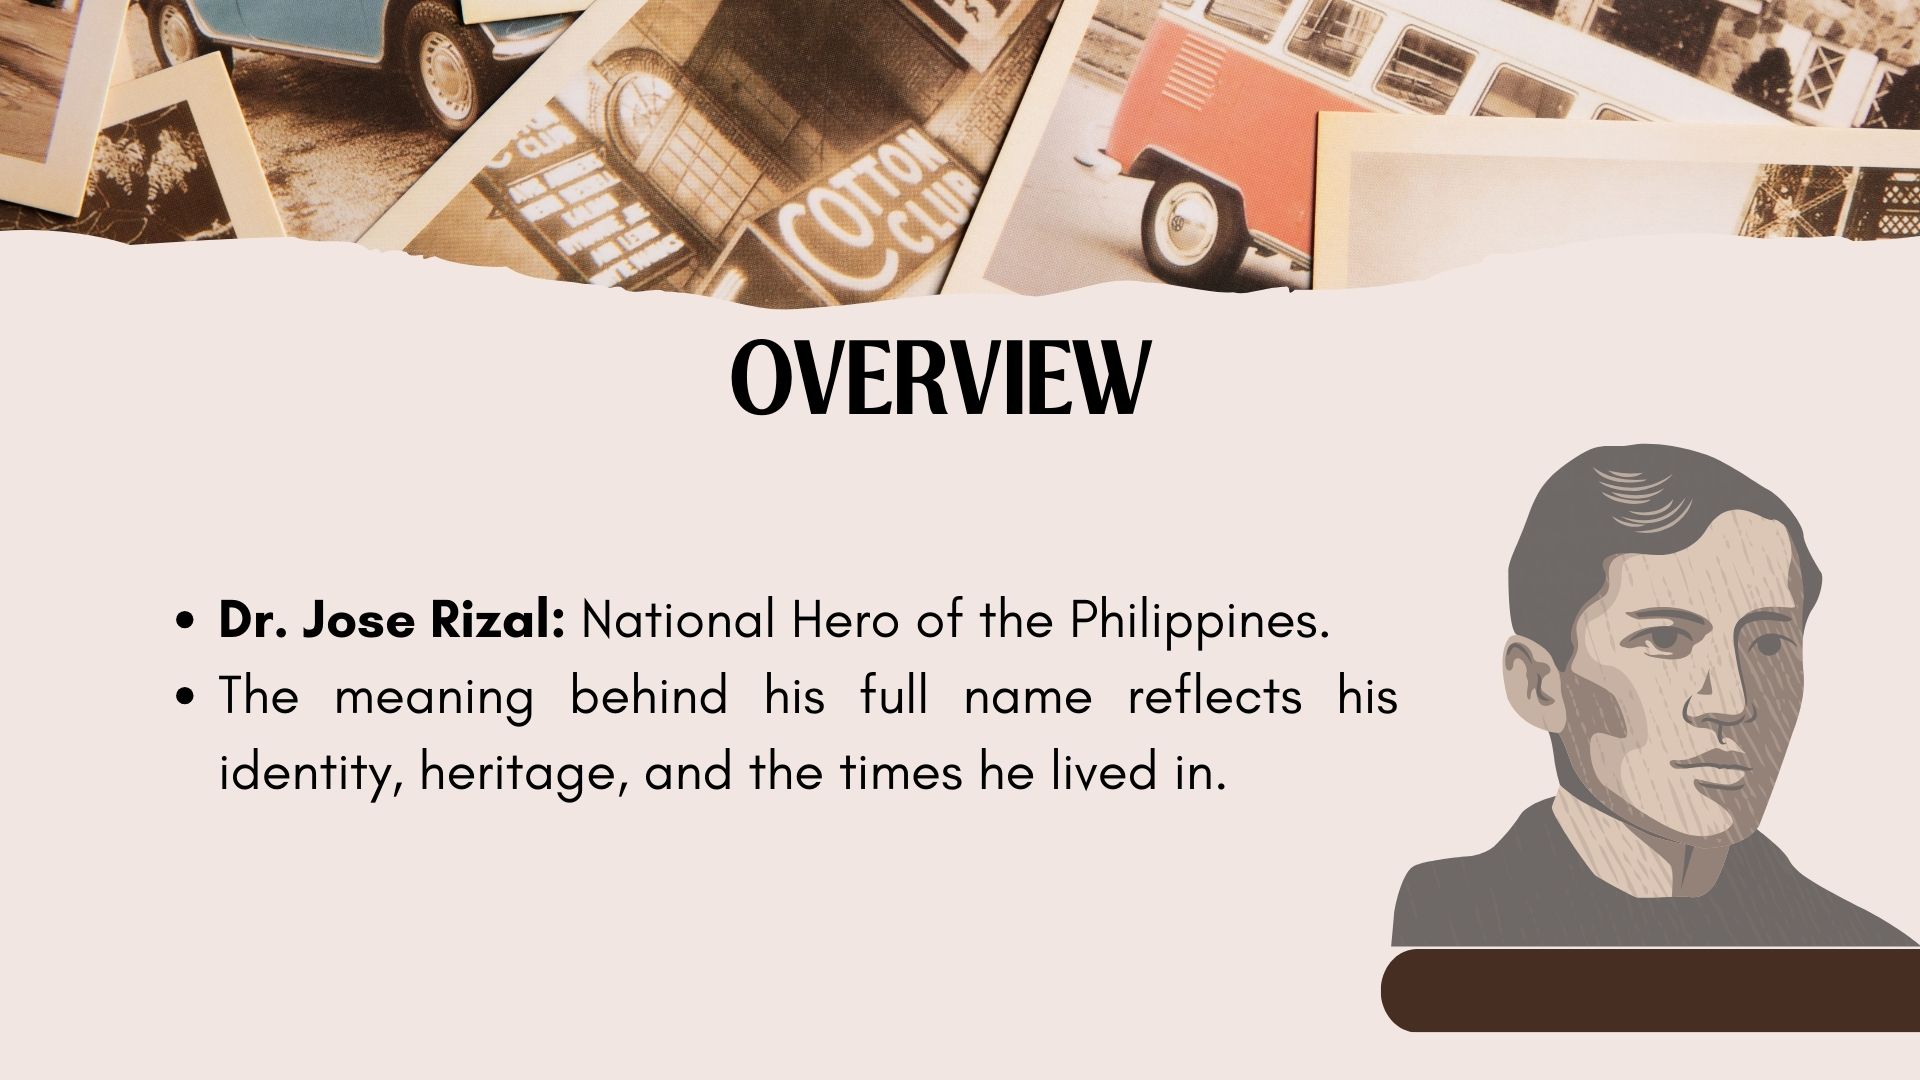 COTTON
CLUB
OVERVIEW
• Dr. Jose Rizal: National Hero of the Philippines.
• The meaning behind his full name reflects his
identity, heritage, and the times he lived in.